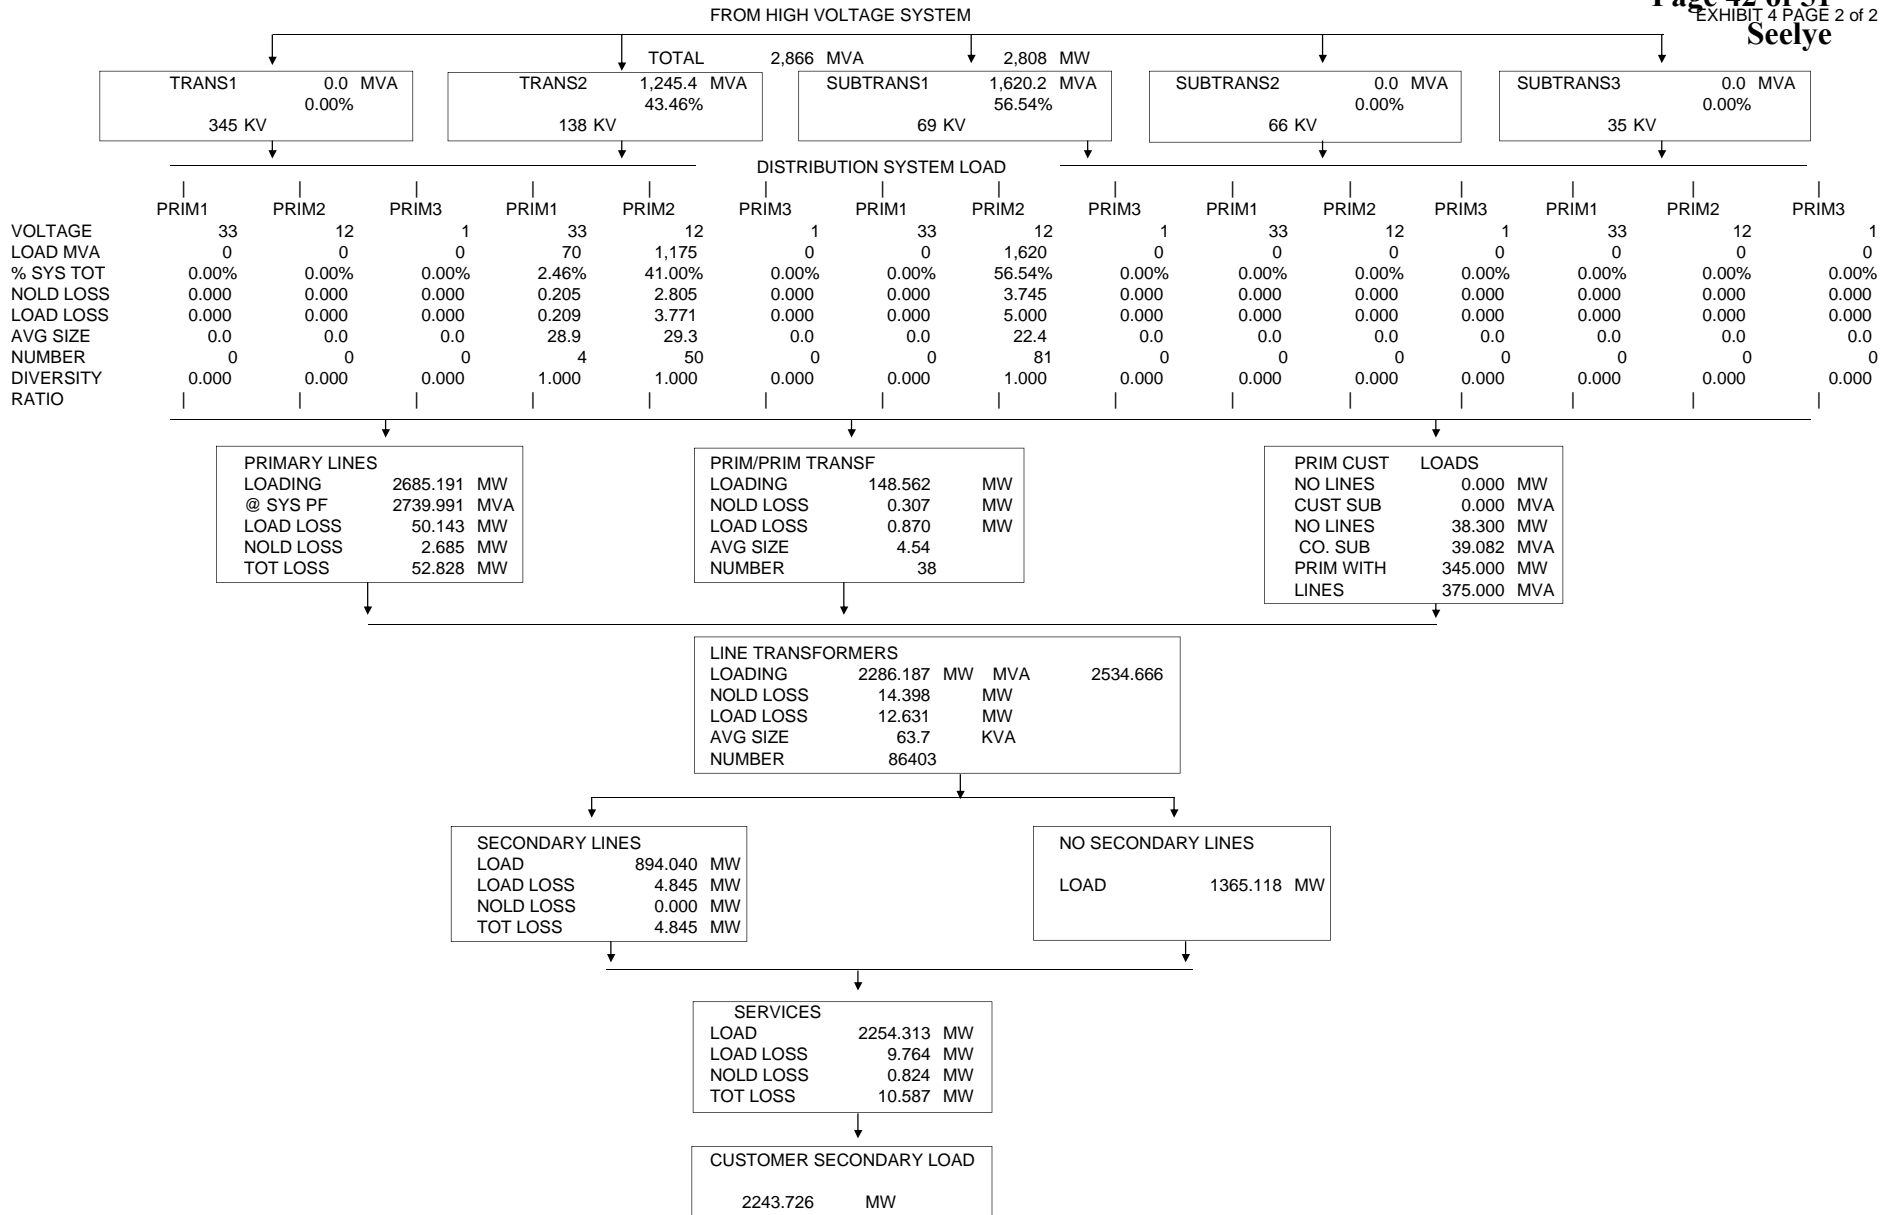 Page 42 of 51
EXHIBIT 4 PAGE 2 of 2
Seelye
FROM HIGH VOLTAGE SYSTEM
TOTAL 2,866 MVA 2,808 MW
TRANS1 0.0 MVA TRANS2 1,245.4 MVA SUBTRANS1 1,620.2 MVA SUBTRANS2 0.0 MVA SUBTRANS3 0.0 MVA
0.00% 43.46% 56.54% 0.00% 0.00%
345 KV 138 KV 69 KV 66 KV 35 KV
DISTRIBUTION SYSTEM LOAD
PRIM1 PRIM2 PRIM3 PRIM1 PRIM2 PRIM3 PRIM1 PRIM2 PRIM3 PRIM1 PRIM2 PRIM3 PRIM1 PRIM2 PRIM3
VOLTAGE 33 12 1 33 12 1 33 12 1 33 12 1 33 12 1
LOAD MVA 0 0 0 70 1,175 0 0 1,620 0 0 0 0 0 0 0
% SYS TOT 0.00% 0.00% 0.00% 2.46% 41.00% 0.00% 0.00% 56.54% 0.00% 0.00% 0.00% 0.00% 0.00% 0.00% 0.00%
NOLD LOSS 0.000 0.000 0.000 0.205 2.805 0.000 0.000 3.745 0.000 0.000 0.000 0.000 0.000 0.000 0.000
LOAD LOSS 0.000 0.000 0.000 0.209 3.771 0.000 0.000 5.000 0.000 0.000 0.000 0.000 0.000 0.000 0.000
AVG SIZE 0.0 0.0 0.0 28.9 29.3 0.0 0.0 22.4 0.0 0.0 0.0 0.0 0.0 0.0 0.0
NUMBER 0 0 0 4 50 0 0 81 0 0 0 0 0 0 0
DIVERSITY 0.000 0.000 0.000 1.000 1.000 0.000 0.000 1.000 0.000 0.000 0.000 0.000 0.000 0.000 0.000
RATIO
PRIMARY LINES
LOADING 2685.191 MW
@ SYS PF 2739.991 MVA
LOAD LOSS 50.143 MW
NOLD LOSS 2.685 MW
TOT LOSS 52.828 MW
PRIM/PRIM TRANSF
LOADING 148.562 MW
NOLD LOSS 0.307 MW
LOAD LOSS 0.870 MW
AVG SIZE 4.54
NUMBER 38
PRIM CUST LOADS
NO LINES 0.000 MW
CUST SUB 0.000 MVA
NO LINES 38.300 MW
CO. SUB 39.082 MVA
PRIM WITH 345.000 MW
LINES 375.000 MVA
LINE TRANSFORMERS
LOADING 2286.187 MW MVA 2534.666
NOLD LOSS 14.398 MW
LOAD LOSS 12.631 MW
AVG SIZE 63.7 KVA
NUMBER 86403
SECONDARY LINES
LOAD 894.040 MW
LOAD LOSS 4.845 MW
NOLD LOSS 0.000 MW
TOT LOSS 4.845 MW
NO SECONDARY LINES
LOAD 1365.118 MW
SERVICES
LOAD 2254.313 MW
LOAD LOSS 9.764 MW
NOLD LOSS 0.824 MW
TOT LOSS 10.587 MW
CUSTOMER SECONDARY LOAD
2243.726 MW